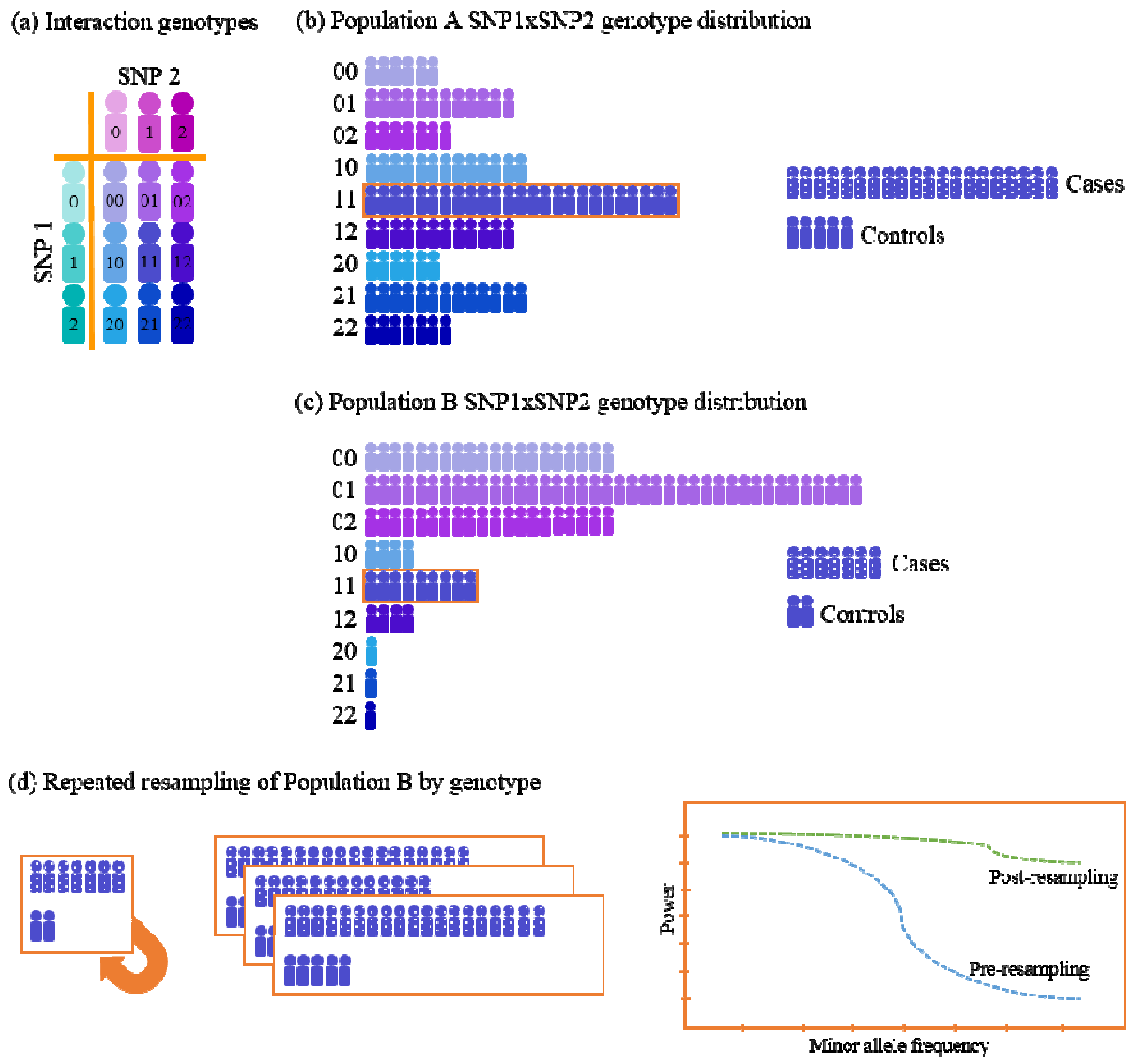 (a) Interaction genotypes
SNP 2
0 1 2
SNP 1
0 00 01 02
1 10 11 12
2 20 21 22
(b) Population A SNP1xSNP2 genotype distribution
00
01
02
10
11
12
20
21
22
Cases
Controls
(c) Population B SNP1xSNP2 genotype distribution
00
01
02
10
11
12
20
21
22
Cases
Controls
(d) Repeated resampling of Population B by genotype
Power
Post-resampling
Pre-resampling
Minor allele frequency